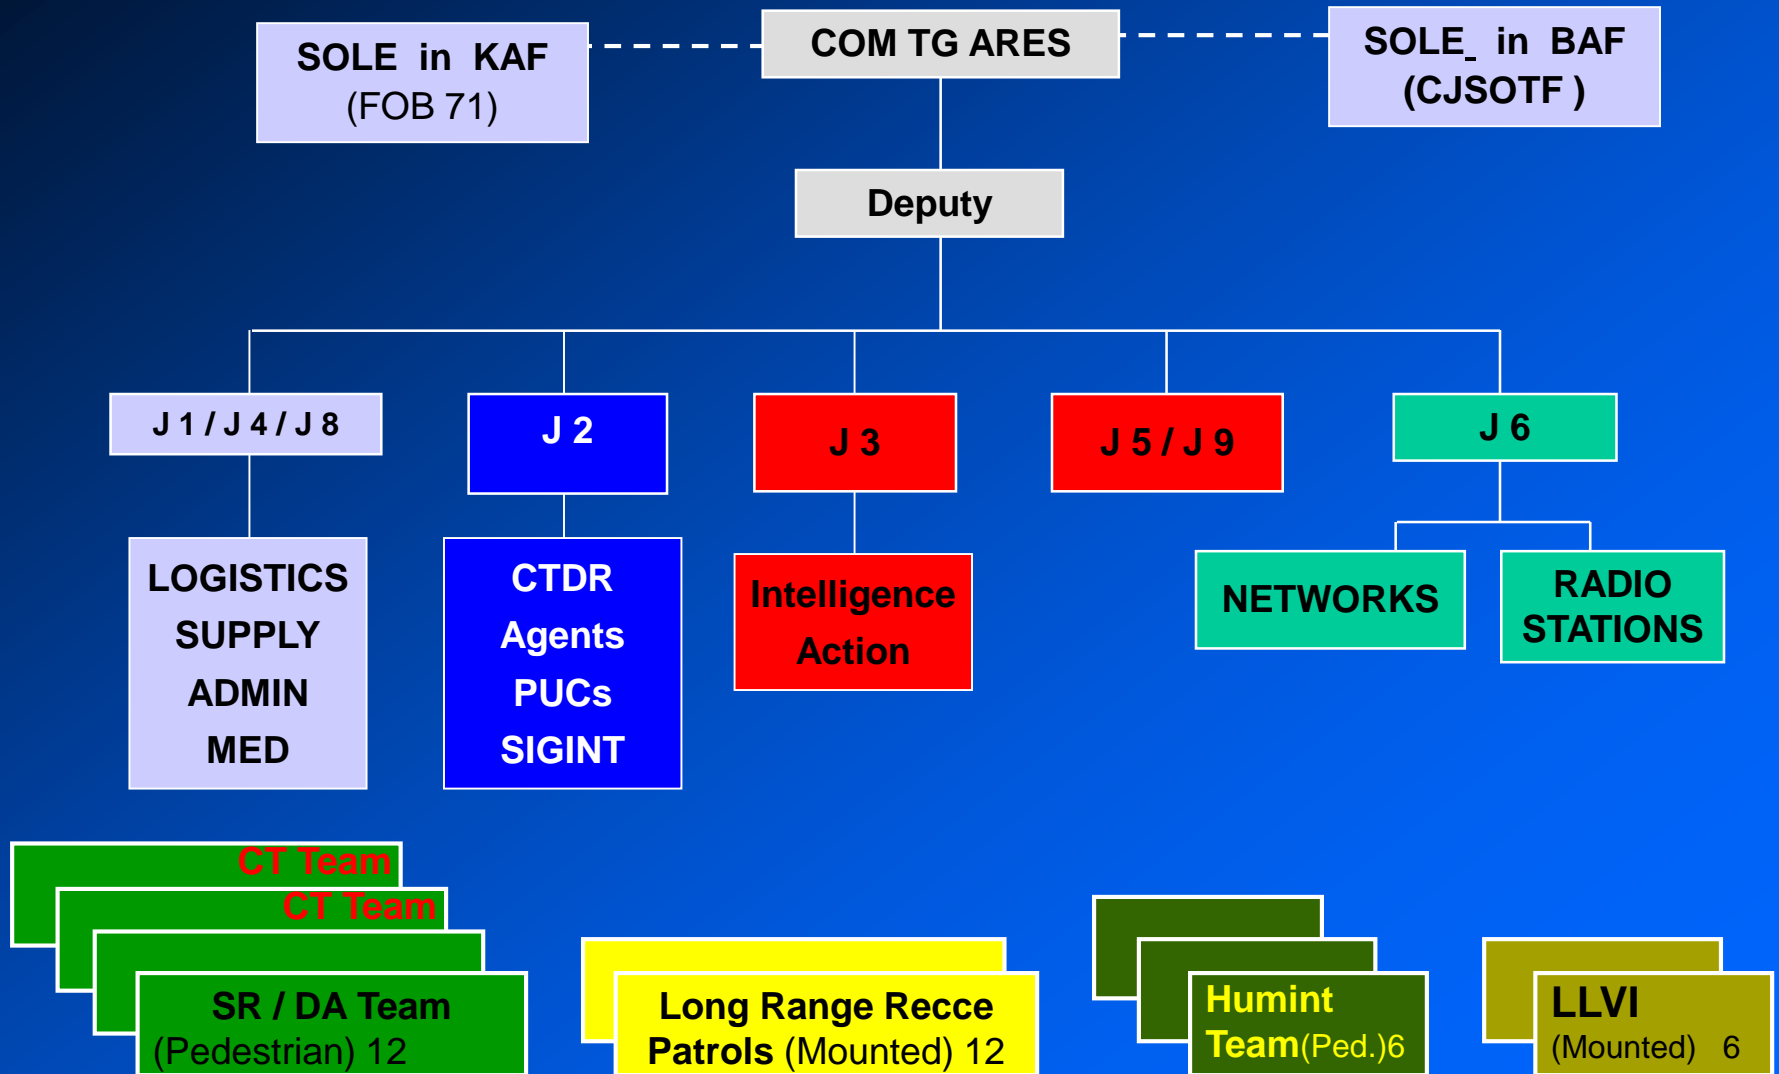 COM TG ARES
SOLE in KAF
(FOB 71)
SOLE_ in BAF
(CJSOTF )
Deputy
J 1 / J 4 / J 8
J 2
J 3
J 5 / J 9
J 6
LOGISTICS
SUPPLY
ADMIN
MED
CTDR
Agents
PUCs
SIGINT
Intelligence
Action
NETWORKS
RADIO
STATIONS
CT Team
CT Team
SR / DA Team
(Pedestrian) 12
Long Range Recce
Patrols (Mounted) 12
Humint
Team(Ped.)6
LLVI
(Mounted) 6